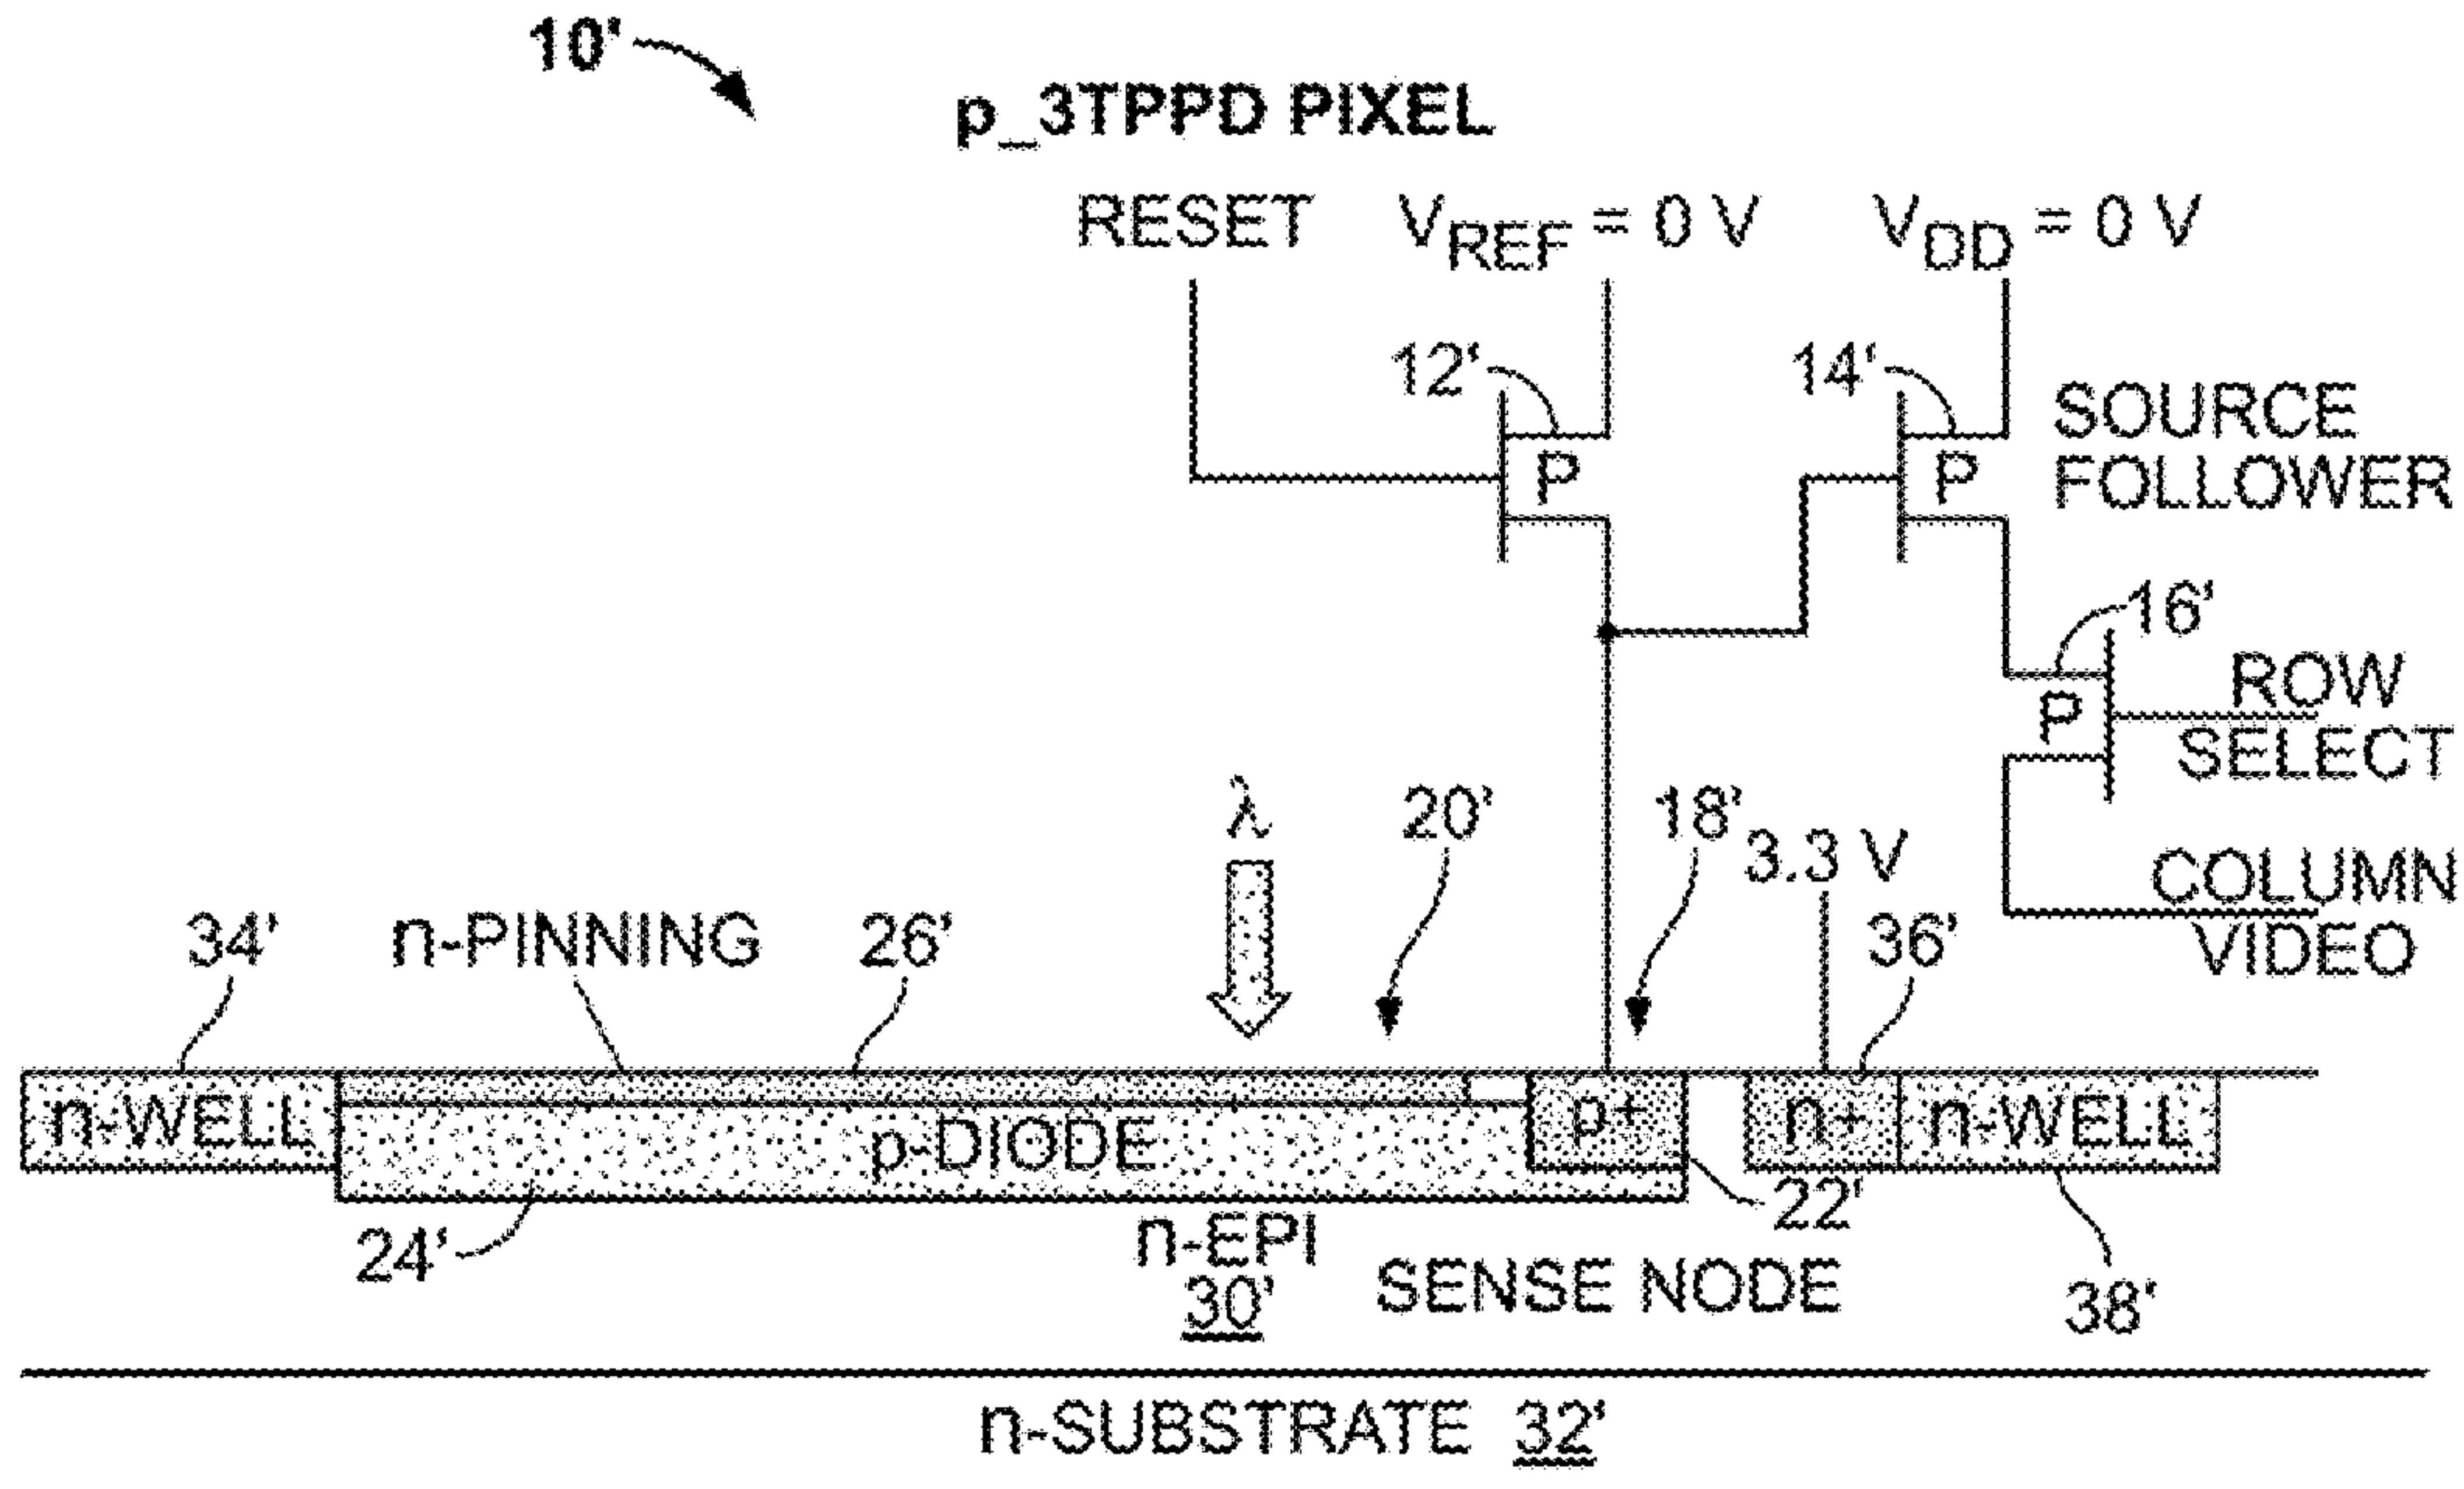 10'
p_3TPPD PIXEL
RESET
VREF = 0 V
VDD = 0 V
12'
14'
P
P
SOURCE
FOLLOWER
16'
P
ROW
SELECT
λ
20'
18'
3.3 V
COLUMN
VIDEO
34'
n-PINNING
26'
36'
n-WELL
p-DIODE
p+
n+
n-WELL
24'
n-EPI
30'
22'
SENSE NODE
38'
n-SUBSTRATE 32'